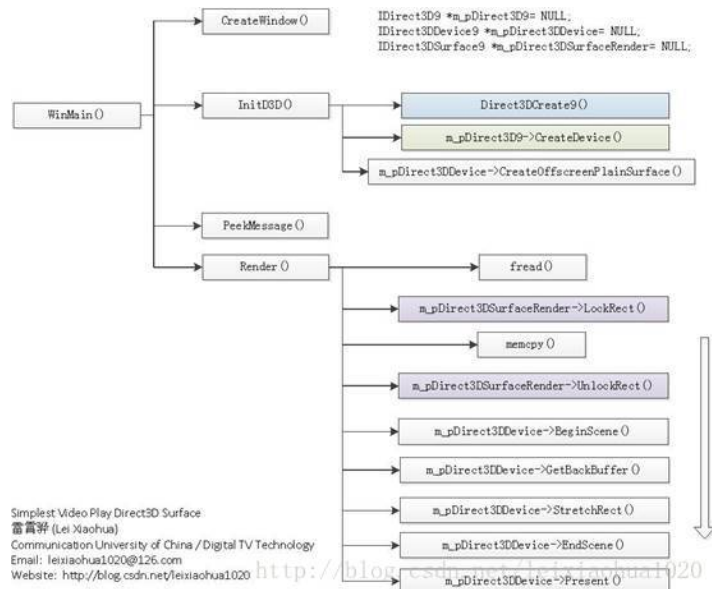 CreateWindow()
IDirect3D9 *m_pDirect3D9= NULL;
IDirect3DDevice9 *m_pDirect3DDevice= NULL;
IDirect3DSurface9 *m_pDirect3DSurfaceRender= NULL;
WinMain()
InitD3D()
Direct3DCreate9()
m_pDirect3D9->CreateDevice()
m_pDirect3DDevice->CreateOffscreenPlainSurface()
PeekMessage()
Render()
fread()
m_pDirect3DSurfaceRender->LockRect()
memcpy()
m_pDirect3DSurfaceRender->UnlockRect()
m_pDirect3DDevice->BeginScene()
m_pDirect3DDevice->GetBackBuffer()
m_pDirect3DDevice->StretchRect()
m_pDirect3DDevice->EndScene()
m_pDirect3DDevice->Present()
Simplest Video Play Direct3D Surface
雷霄骅 (Lei Xiaohua)
Communication University of China / Digital TV Technology
Email: leixiaohua1020@126.com
Website: http://blog.csdn.net/leixiaohua1020
http://blog.csdn.net/leixiaohua1020